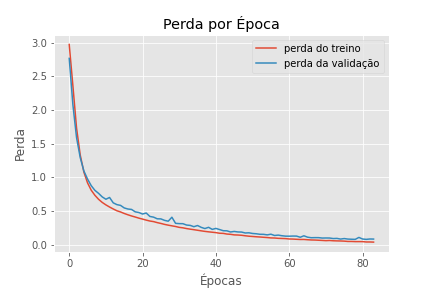 Perda por Época
3.0
2.5
2.0
1.5
1.0
0.5
0.0
Perda
perda do treino
perda da validação
0 20 40 60 80
Épocas